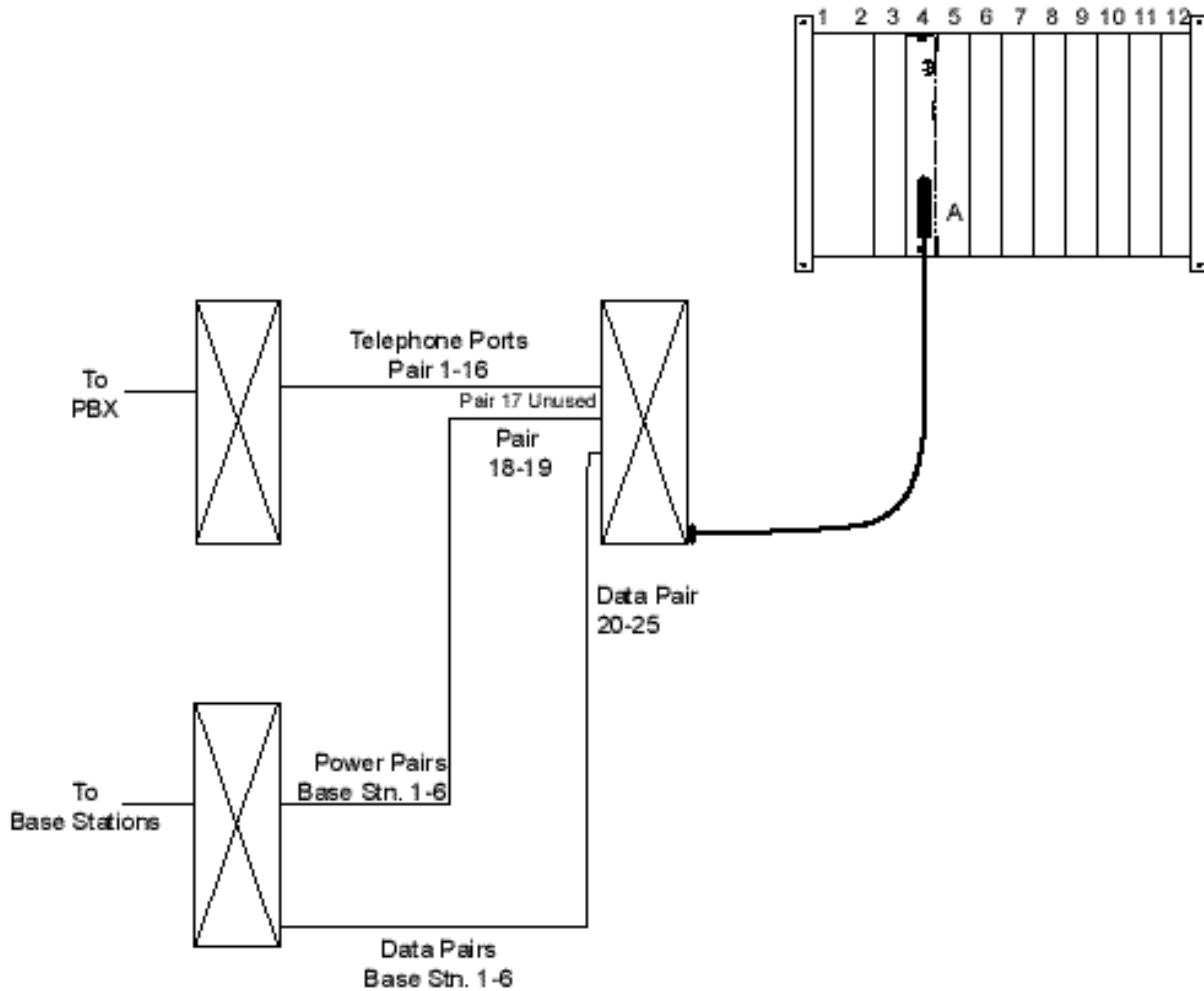 1 2 3 4 5 6 7 8 9 10 11 12
A
Telephone Ports
Pair 1-16
To
PBX
Pair 17 Unused
Pair
18-19
Data Pair
20-25
Power Pairs
Base Stn. 1-6
To
Base Stations
Data Pairs
Base Stn. 1-6